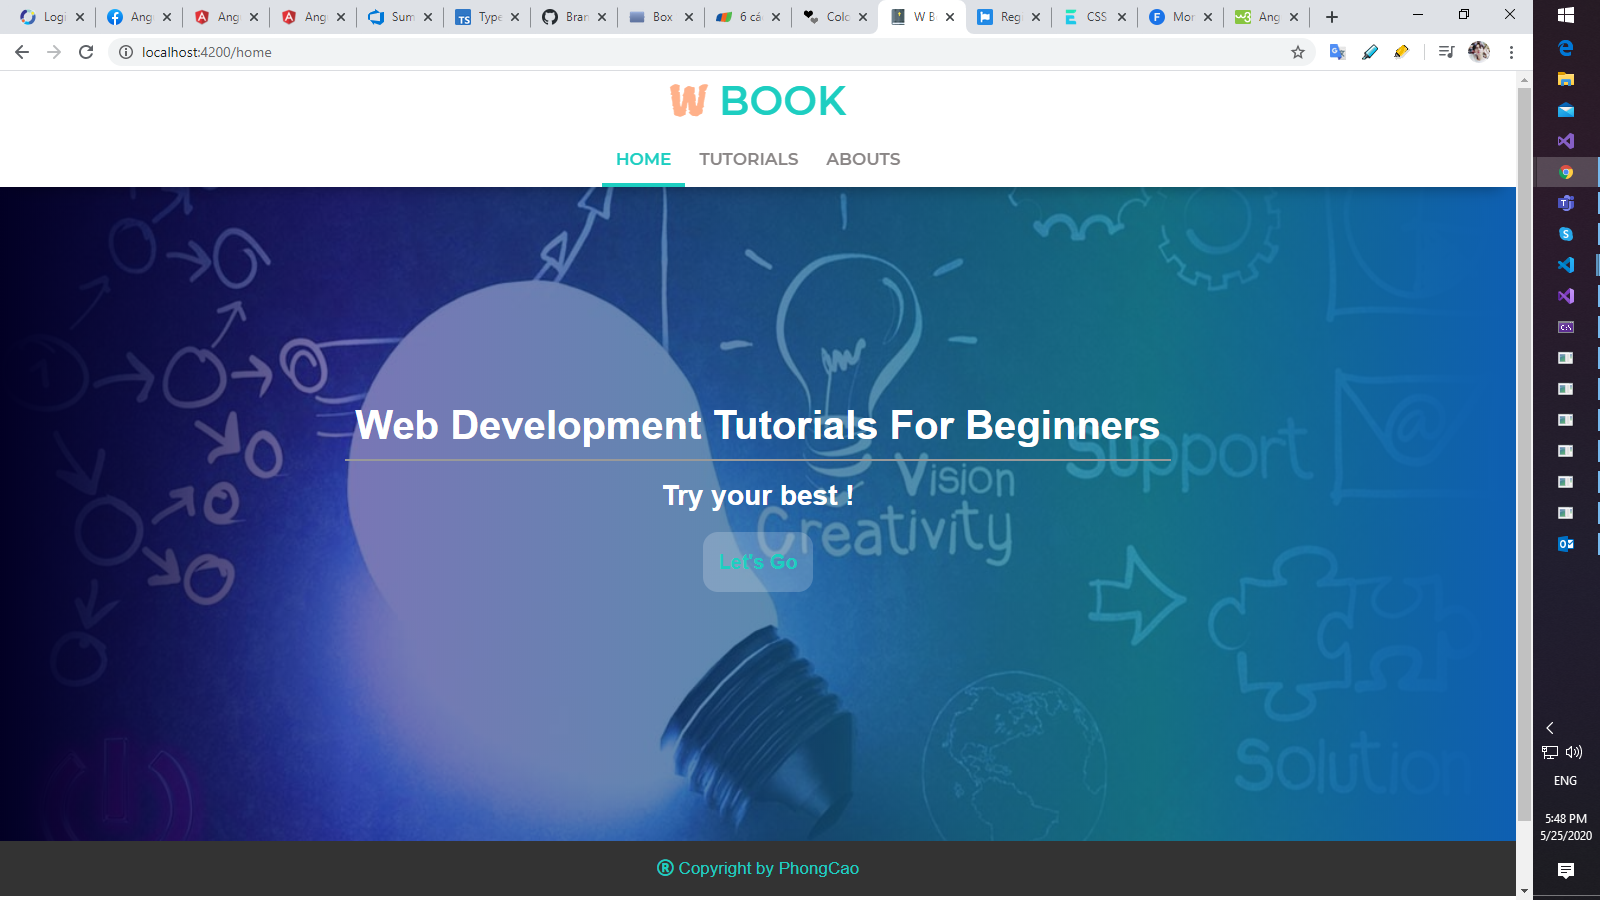 Logi
Ang
Ang
Ang
Sum
Type
Bran
Box
6 cá
Colo
W B
Reg
CSS
Mor
Ang
localhost:4200/home
W BOOK
HOME TUTORIALS ABOUTS
Web Development Tutorials For Beginners
Try your best !
Let's Go
Vision
Creativity
Support
Solution
® Copyright by PhongCao
ENG
5:48 PM
5/25/2020